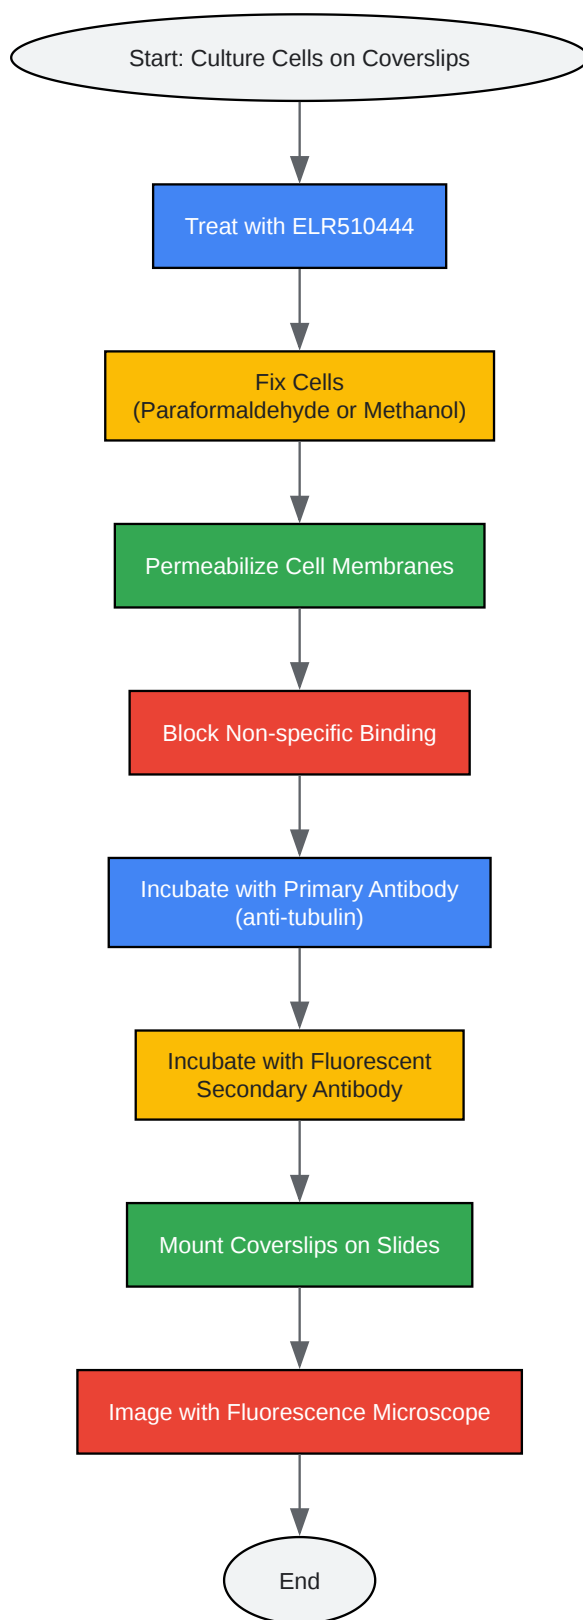 Start: Culture Cells on Coverslips
Treat with ELR510444
Fix Cells
(Paraformaldehyde or Methanol)
Permeabilize Cell Membranes
Block Non-specific Binding
Incubate with Primary Antibody
(anti-tubulin)
Incubate with Fluorescent
Secondary Antibody
Mount Coverslips on Slides
Image with Fluorescence Microscope
End